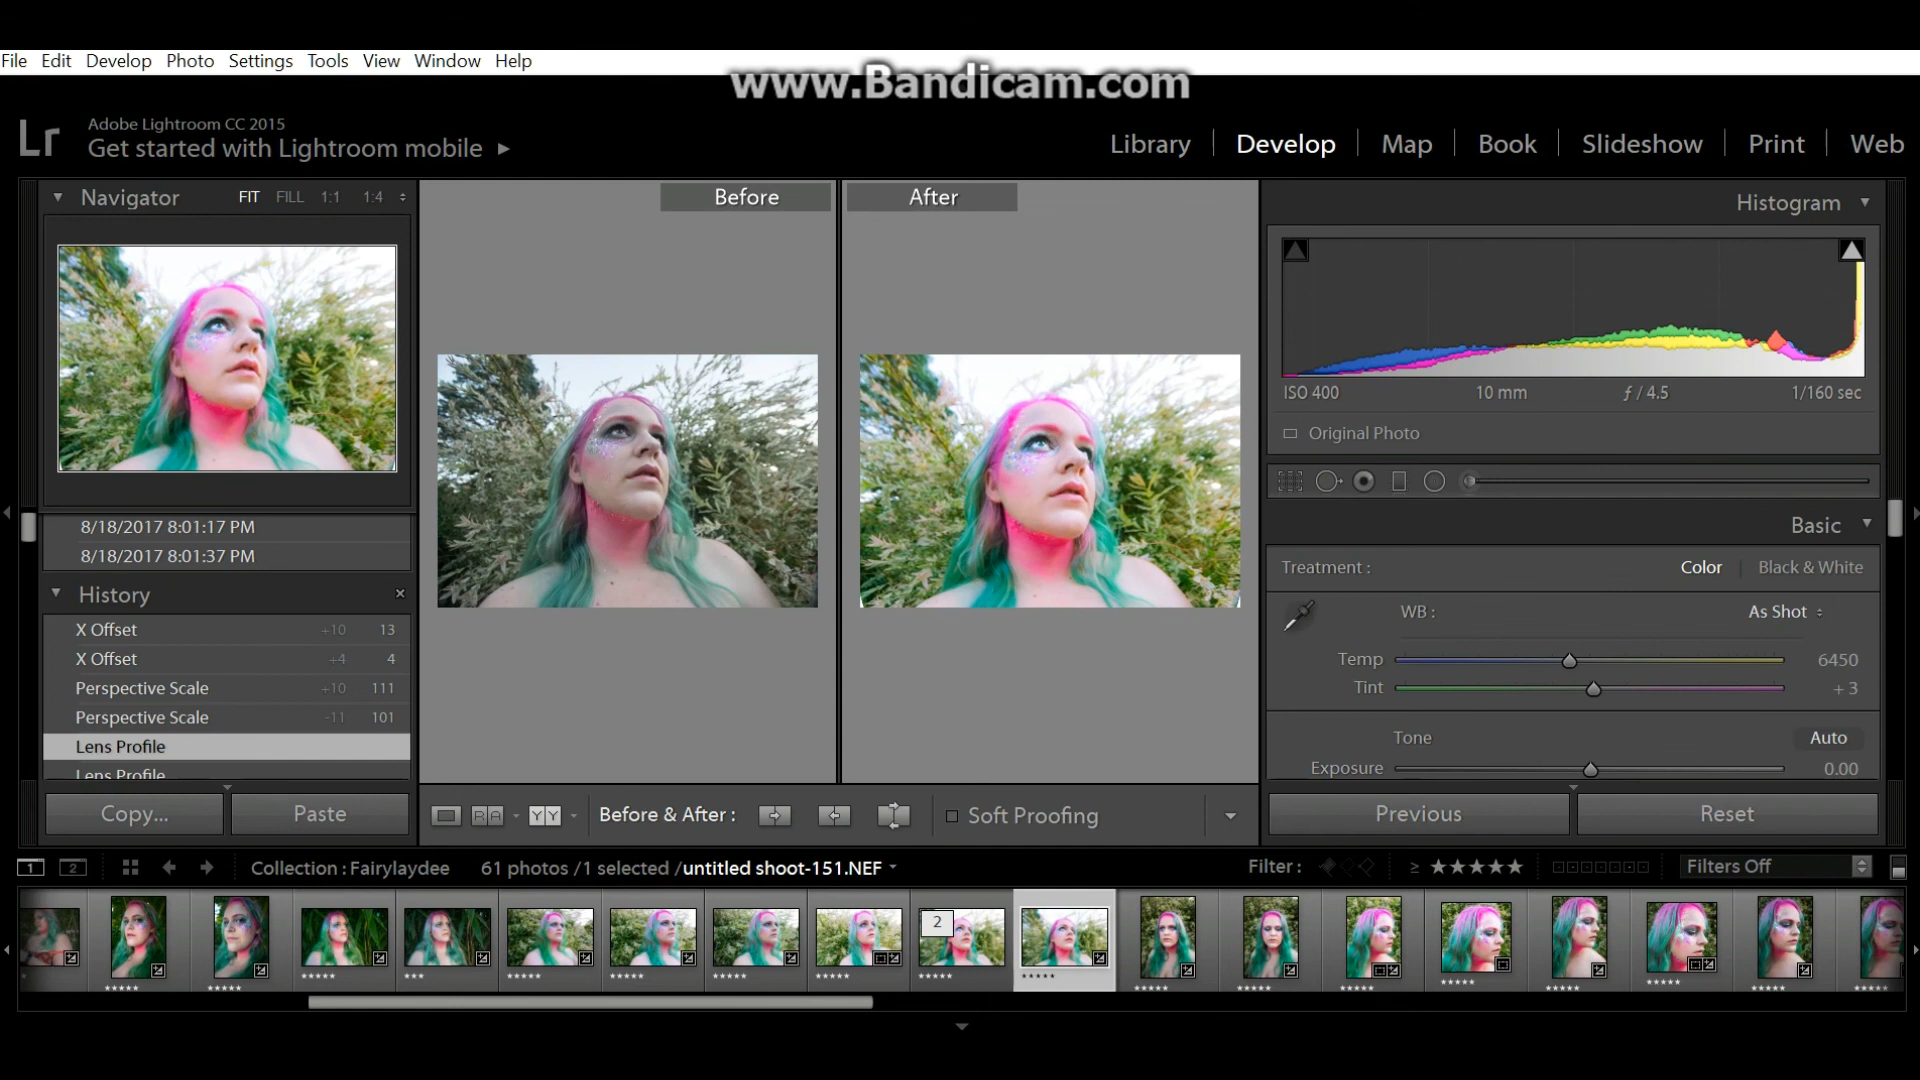 www.Bandicam.com
File Edit Develop Photo Settings Tools View Window Help
Lr
Adobe Lightroom CC 2015
Get started with Lightroom mobile
Library Develop Map Book Slideshow Print Web
Navigator FIT FILL 1:1 1:4
8/18/2017 8:01:17 PM
8/18/2017 8:01:37 PM
History ×
X Offset +10 13
X Offset +4 4
Perspective Scale +10 111
Perspective Scale -11 101
Lens Profile
Lens Profile
Copy... Paste
Before After
RA YY Before & After : Soft Proofing
Histogram
ISO 400 10 mm ƒ / 4.5 1/160 sec
Original Photo
Basic
Treatment : Color Black & White
WB : As Shot
Temp 6450
Tint + 3
Tone Auto
Exposure 0.00
Previous Reset
1 2 Collection : Fairylaydee 61 photos /1 selected /untitled shoot-151.NEF Filter : ≥ ★★★★★ Filters Off
2